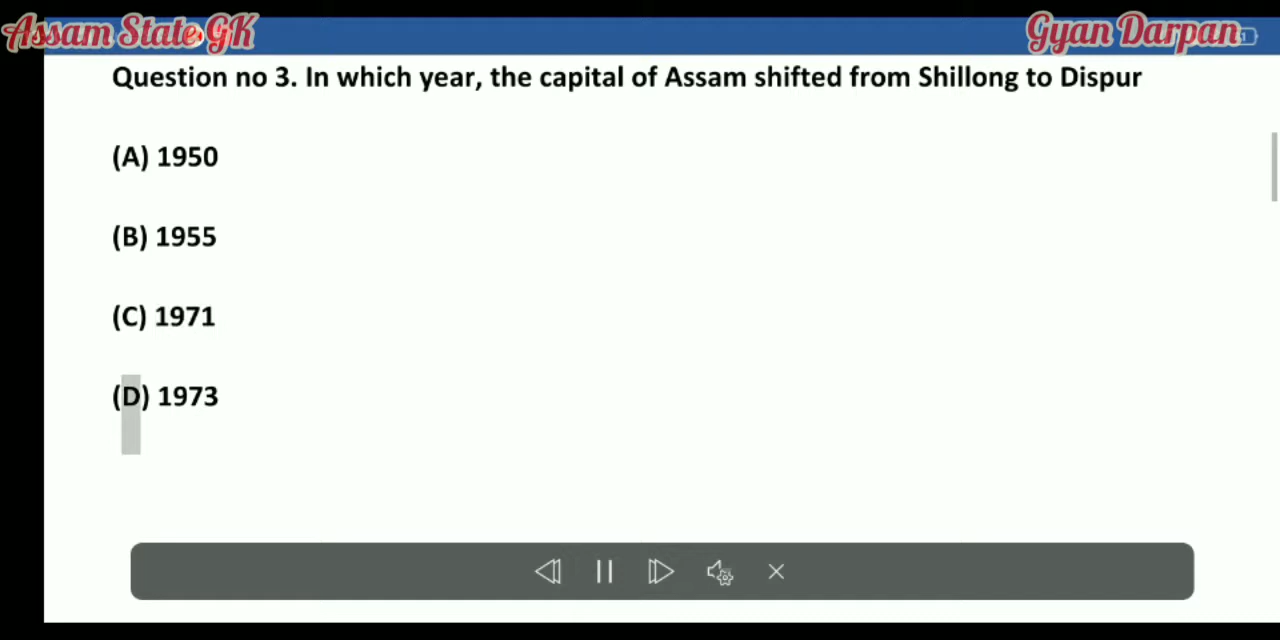 Assam State GK
Gyan Darpan
Question no 3. In which year, the capital of Assam shifted from Shillong to Dispur
(A) 1950
(B) 1955
(C) 1971
(D) 1973